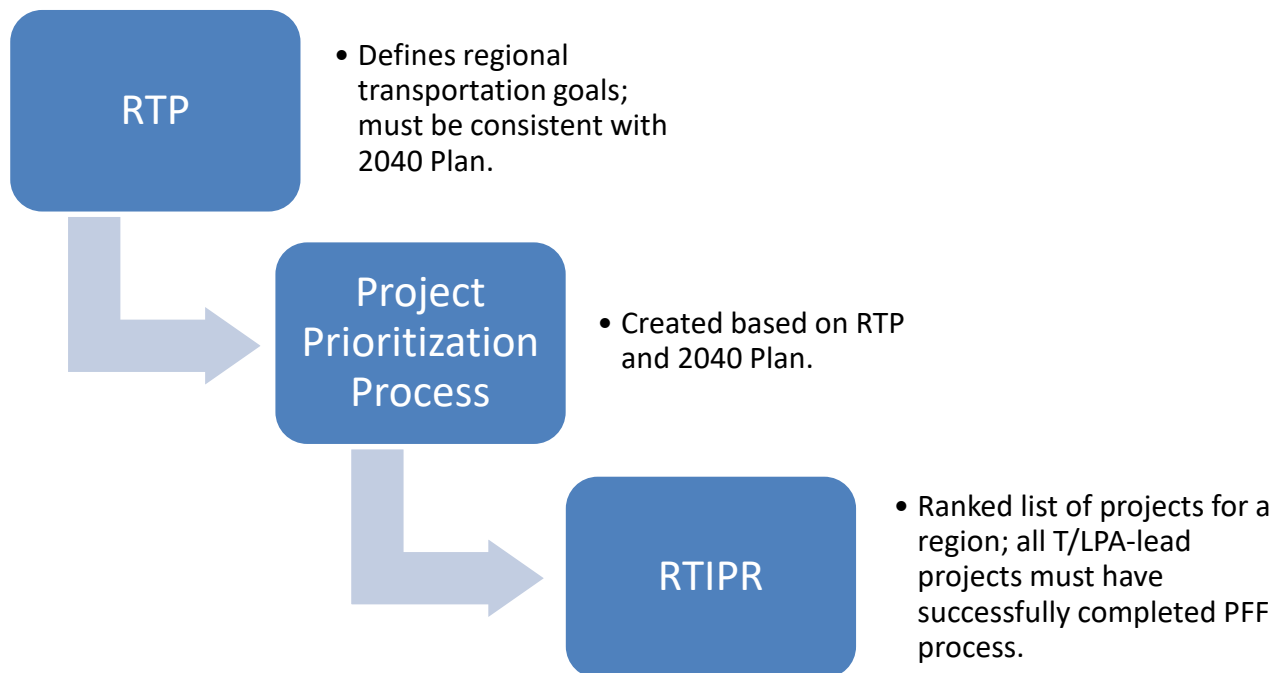 RTP
• Defines regional
transportation goals;
must be consistent with
2040 Plan.
Project
Prioritization
Process
• Created based on RTP
and 2040 Plan.
RTIPR
• Ranked list of projects for a
region; all T/LPA-lead
projects must have
successfully completed PFF
process.